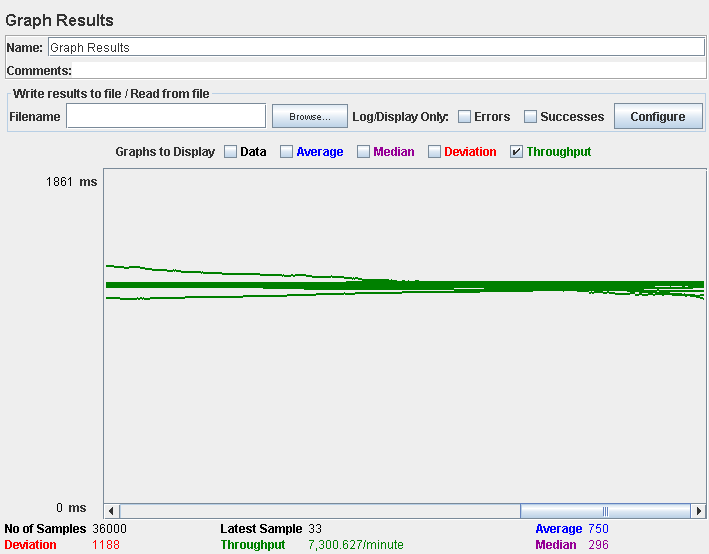 Graph Results
Name: Graph Results
Comments:
Write results to file / Read from file
Filename Browse... Log/Display Only: Errors Successes Configure
Graphs to Display Data Average Median Deviation Throughput
1861 ms
0 ms
No of Samples 36000 Latest Sample 33 Average 750
Deviation 1188 Throughput 7,300.627/minute Median 296